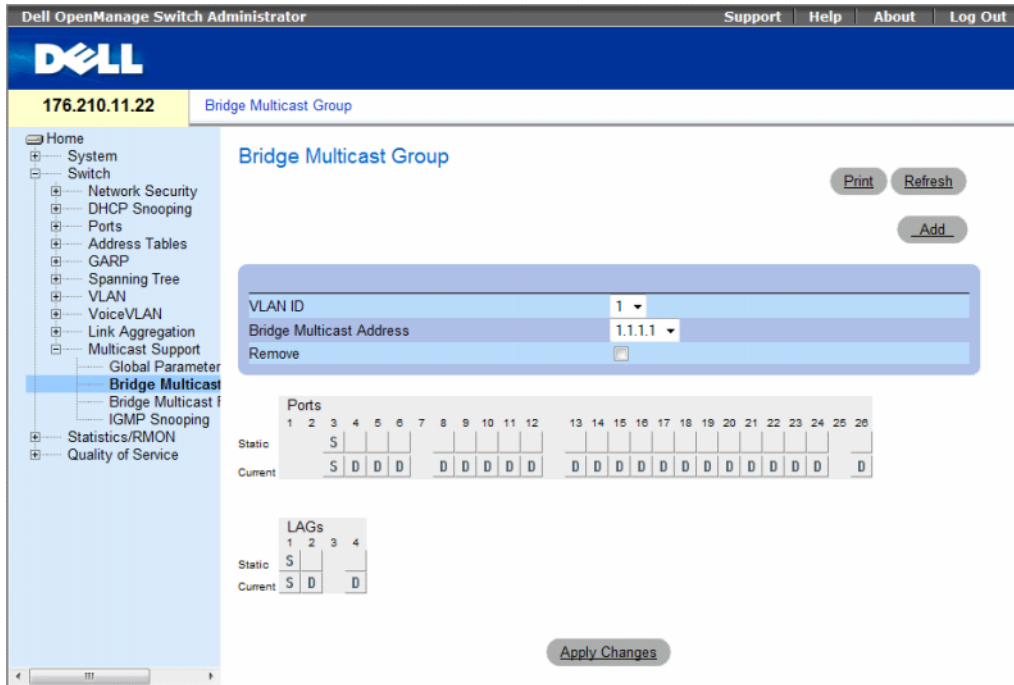 Dell OpenManage Switch Administrator Support Help About Log Out
DELL
176.210.11.22 Bridge Multicast Group
Home
System
Switch
Network Security
DHCP Snooping
Ports
Address Tables
GARP
Spanning Tree
VLAN
VoiceVLAN
Link Aggregation
Multicast Support
Global Parameter
Bridge Multicast
Bridge Multicast F
IGMP Snooping
Statistics/RMON
Quality of Service
Bridge Multicast Group
Print Refresh
Add
VLAN ID 1
Bridge Multicast Address 1.1.1.1
Remove
Ports
1 2 3 4 5 6 7 8 9 10 11 12 13 14 15 16 17 18 19 20 21 22 23 24 25 26
Static S
Current S D D D D D D D D D D D D D D D D D D D D D D
LAGs
1 2 3 4
Static S
Current S D D
Apply Changes